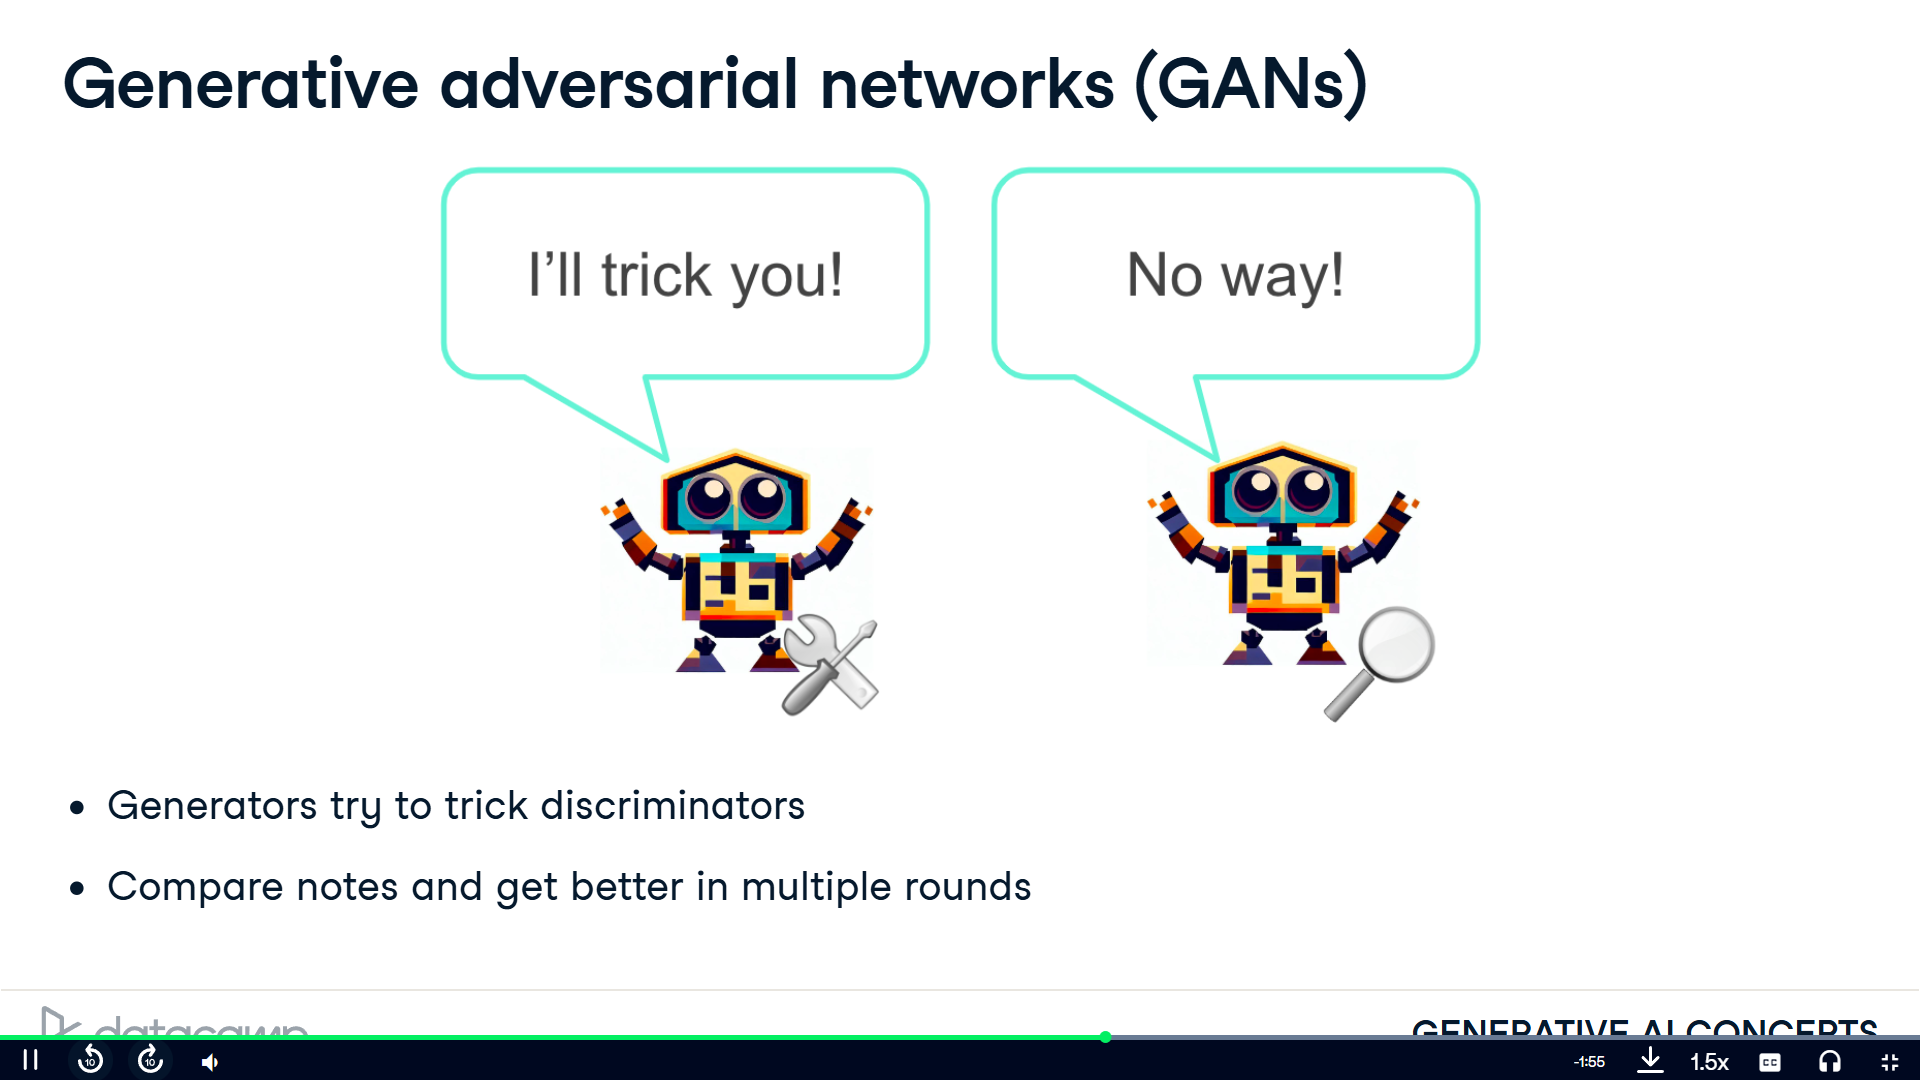 Generative adversarial networks (GANs)
I’ll trick you!
No way!
• Generators try to trick discriminators
• Compare notes and get better in multiple rounds
datacamp
GENERATIVE AI CONCEPTS
10
10
-1:55
1.5x
CC